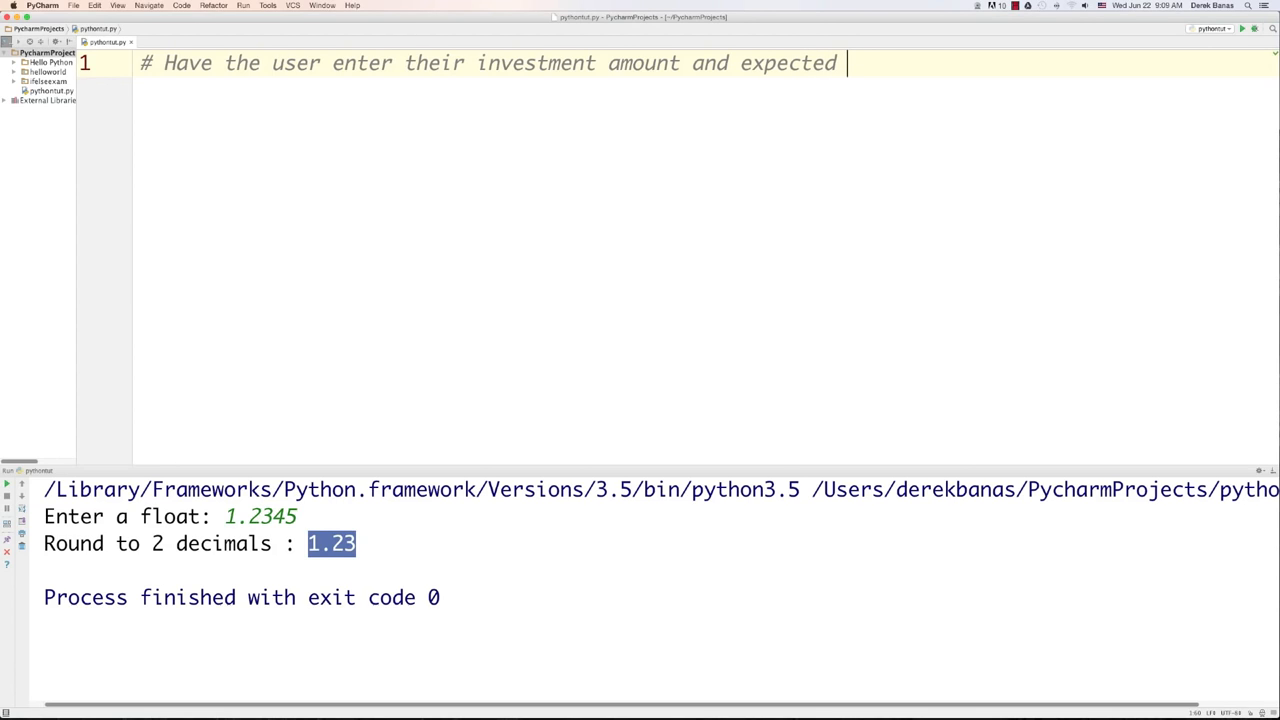 PyCharm File Edit View Navigate Code Refactor Run Tools VCS Window Help 10 Wed Jun 22 9:09 AM Derek Banas
pythontut.py - PycharmProjects - [~/PycharmProjects]
PycharmProjects pythontut.py pythontut
pythontut.py
PycharmProject
Hello Python
helloworld
ifelseexam
pythontut.py
External Librarie
1 # Have the user enter their investment amount and expected
Run pythontut
/Library/Frameworks/Python.framework/Versions/3.5/bin/python3.5 /Users/derekbanas/PycharmProjects/pytho
Enter a float: 1.2345
Round to 2 decimals : 1.23
Process finished with exit code 0
1:60 LF UTF-8